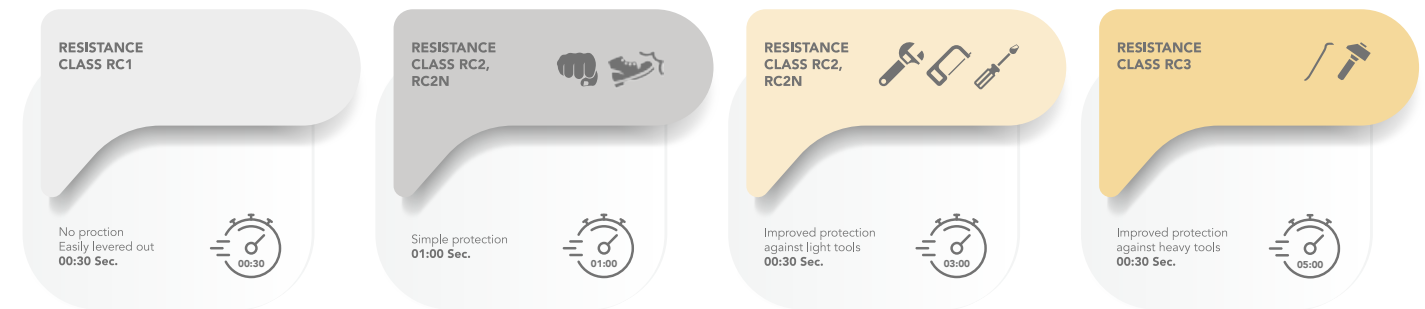 RESISTANCE
CLASS RC1
No proction
Easily levered out
00:30 Sec.
00:30
RESISTANCE
CLASS RC2,
RC2N
Simple protection
01:00 Sec.
01:00
RESISTANCE
CLASS RC2,
RC2N
Improved protection
against light tools
00:30 Sec.
03:00
RESISTANCE
CLASS RC3
Improved protection
against heavy tools
00:30 Sec.
05:00